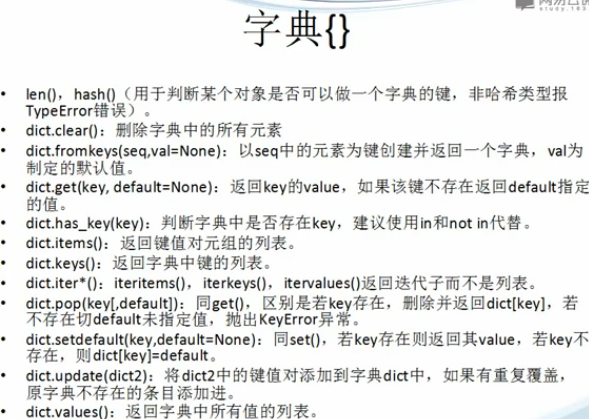 字典{}
• len()，hash()（用于判断某个对象是否可以做一个字典的键，非哈希类型报
TypeError错误）。
• dict.clear()：删除字典中的所有元素
• dict.fromkeys(seq,val=None)：以seq中的元素为键创建并返回一个字典，val为
制定的默认值。
• dict.get(key, default=None)：返回key的value，如果该键不存在返回default指定
的值。
• dict.has_key(key)：判断字典中是否存在key，建议使用in和not in代替。
• dict.items()：返回键值对元组的列表。
• dict.keys()：返回字典中键的列表。
• dict.iter*()：iteritems()，iterkeys()，itervalues()返回迭代子而不是列表。
• dict.pop(key[,default])：同get()，区别是若key存在，删除并返回dict[key]，若
不存在切default未指定值，抛出KeyError异常。
• dict.setdefault(key,default=None)：同set()，若key存在则返回其value，若key不
存在，则dict[key]=default。
• dict.update(dict2)：将dict2中的键值对添加到字典dict中，如果有重复覆盖，
原字典不存在的条目添加进。
• dict.values()：返回字典中所有值的列表。